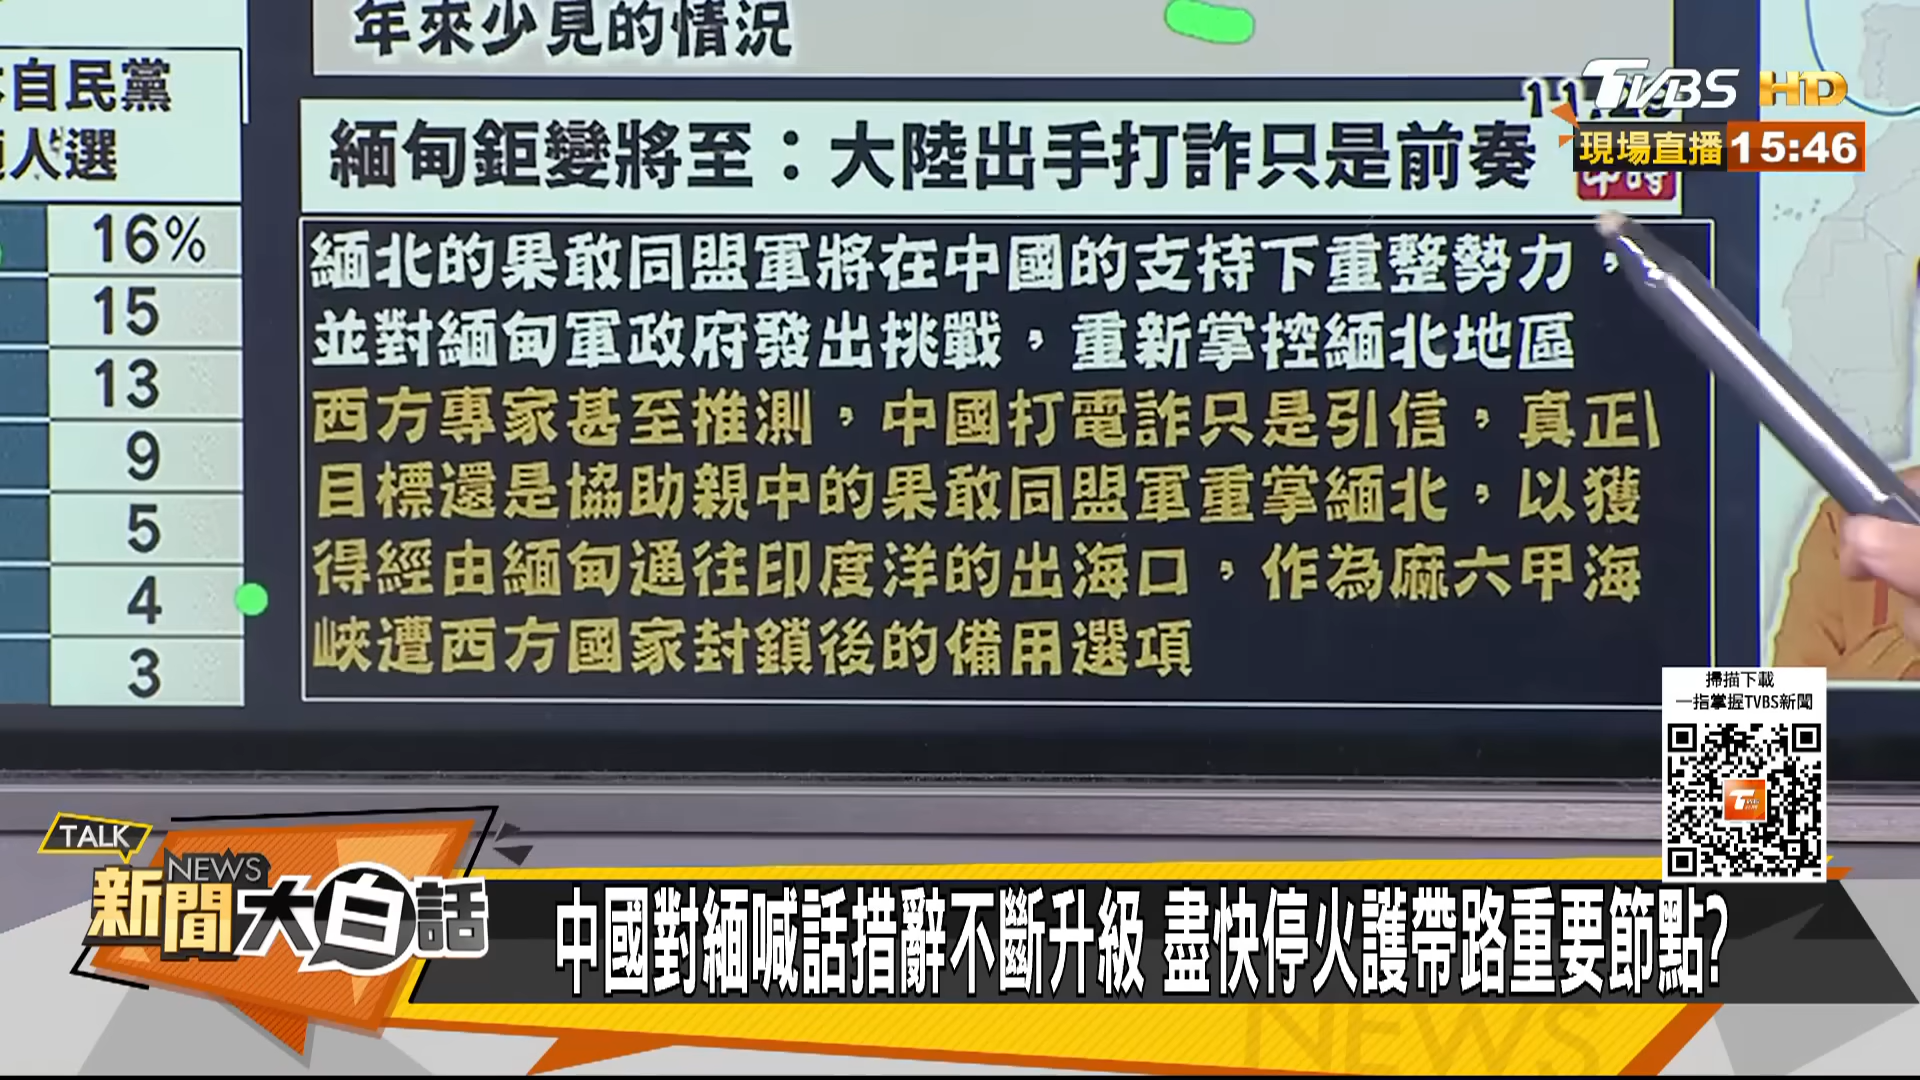 年來少見的情況
自民黨
人選
16%
15
13
9
5
4
3
緬甸鉅變將至：大陸出手打詐只是前奏
緬北的果敢同盟軍將在中國的支持下重整勢力，
並對緬甸軍政府發出挑戰，重新掌控緬北地區
西方專家甚至推測，中國打電詐只是引信，真正
目標還是協助親中的果敢同盟軍重掌緬北，以獲
得經由緬甸通往印度洋的出海口，作為麻六甲海
峽遭西方國家封鎖後的備用選項
TVBS HD
現場直播 15:46
掃描下載
一指掌握TVBS新聞
TALK
NEWS
新聞大白話
中國對緬喊話措辭不斷升級 盡快停火護帶路重要節點?
NEWS